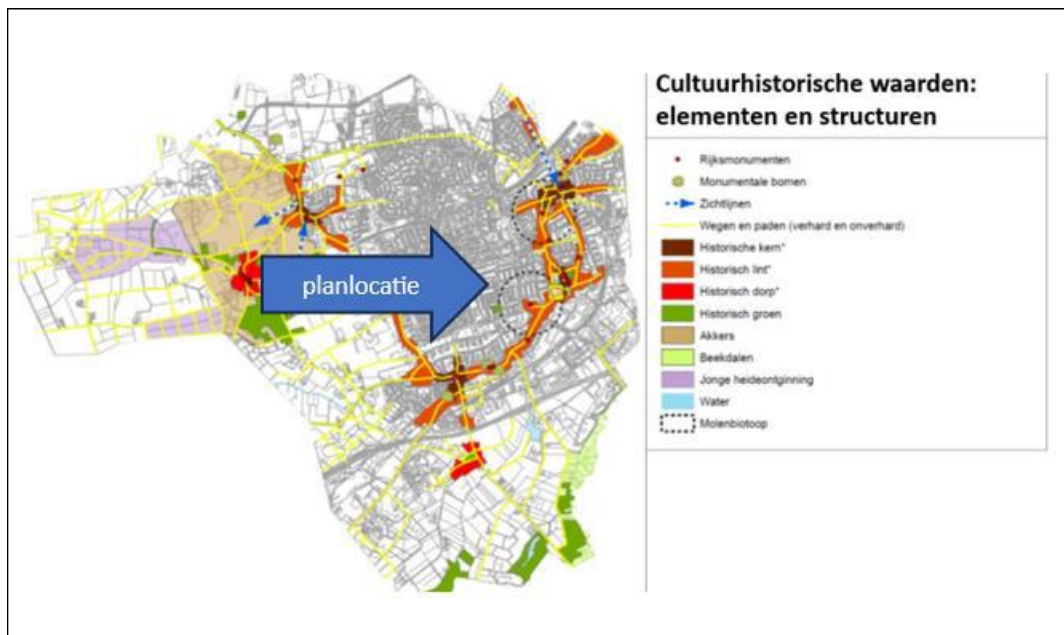 Cultuurhistorische waarden:
elementen en structuren
Rijksmonumenten
Monumentale bomen
Zichtlijnen
Wegen en paden (verhard en onverhard)
Historische kern*
Historisch lint*
Historisch dorp*
Historisch groen
Akkers
Beekdalen
Jonge heideontginning
Water
Molenbiotoop
planlocatie